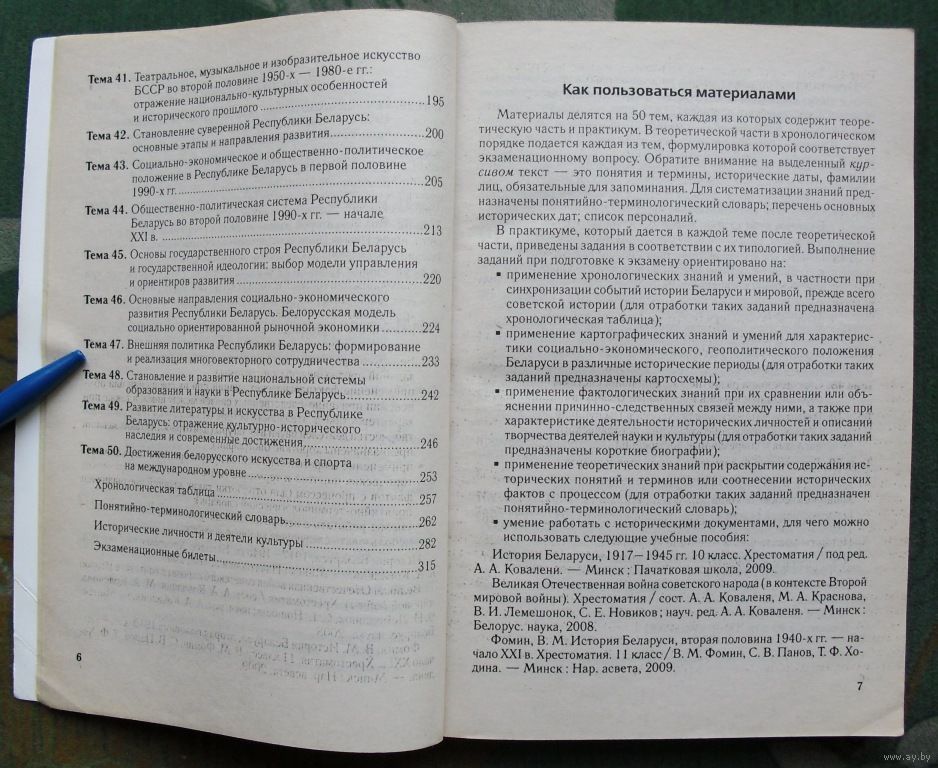 Тема 41. Театральное, музыкальное и изобразительное искусство
БССР во второй половине 1950-х — 1980-е гг.:
отражение национально-культурных особенностей
и исторического прошлого ..... 195
Тема 42. Становление суверенной Республики Беларусь:
основные этапы и направления развития ..... 200
Тема 43. Социально-экономическое и общественно-политическое
положение в Республике Беларусь в первой половине
1990-х гг. ..... 205
Тема 44. Общественно-политическая система Республики
Беларусь во второй половине 1990-х гг. — начале
XXI в. ..... 213
Тема 45. Основы государственного строя Республики Беларусь
и государственной идеологии: выбор модели управления
и ориентиров развития ..... 220
Тема 46. Основные направления социально-экономического
развития Республики Беларусь. Белорусская модель
социально ориентированной рыночной экономики ..... 224
Тема 47. Внешняя политика Республики Беларусь: формирование
и реализация многовекторного сотрудничества ..... 233
Тема 48. Становление и развитие национальной системы
образования и науки в Республике Беларусь ..... 242
Тема 49. Развитие литературы и искусства в Республике
Беларусь: отражение культурно-исторического
наследия и современные достижения ..... 246
Тема 50. Достижения белорусского искусства и спорта
на международном уровне ..... 253
Хронологическая таблица ..... 257
Понятийно-терминологический словарь ..... 262
Исторические личности и деятели культуры ..... 282
Экзаменационные билеты ..... 315
6
Как пользоваться материалами
Материалы делятся на 50 тем, каждая из которых содержит теоре-
тическую часть и практикум. В теоретической части в хронологическом
порядке подается каждая из тем, формулировка которой соответствует
экзаменационному вопросу. Обратите внимание на выделенный кур-
сивом текст — это понятия и термины, исторические даты, фамилии
лиц, обязательные для запоминания. Для систематизации знаний пред-
назначены понятийно-терминологический словарь; перечень основных
исторических дат; список персоналий.
В практикуме, который дается в каждой теме после теоретической
части, приведены задания в соответствии с их типологией. Выполнение
заданий при подготовке к экзамену ориентировано на:
▪ применение хронологических знаний и умений, в частности при
синхронизации событий истории Беларуси и мировой, прежде всего
советской истории (для отработки таких заданий предназначена
хронологическая таблица);
▪ применение картографических знаний и умений для характерис-
тики социально-экономического, геополитического положения
Беларуси в различные исторические периоды (для отработки таких
заданий предназначены картосхемы);
▪ применение фактологических знаний при их сравнении или объ-
яснении причинно-следственных связей между ними, а также при
характеристике деятельности исторических личностей и описании
творчества деятелей науки и культуры (для отработки таких заданий
предназначены короткие биографии);
▪ применение теоретических знаний при раскрытии содержания ис-
торических понятий и терминов или соотнесении исторических
фактов с процессом (для отработки таких заданий предназначен
понятийно-терминологический словарь);
▪ умение работать с историческими документами, для чего можно
использовать следующие учебные пособия:
История Беларуси, 1917—1945 гг. 10 класс. Хрестоматия / под ред.
А. А. Ковалени. — Минск : Пачатковая школа, 2009.
Великая Отечественная война советского народа (в контексте Второй
мировой войны). Хрестоматия / сост. А. А. Коваленя, М. А. Краснова,
В. И. Лемешонок, С. Е. Новиков; науч. ред. А. А. Коваленя. — Минск :
Белорус. наука, 2008.
Фомин, В. М. История Беларуси, вторая половина 1940-х гг. — на-
чало XXI в. Хрестоматия. 11 класс / В. М. Фомин, С. В. Панов, Т. Ф. Хо-
дина. — Минск : Нар. асвета, 2009.
7
www.ay.by